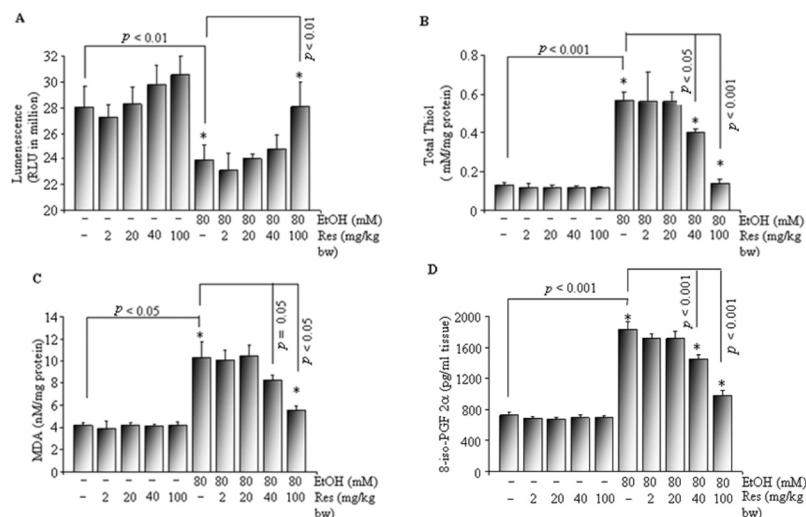 A
p < 0.01
p < 0.01
Lumenescence
(RLU in million)
32
30
28
26
24
22
20
*
*
– – – – – 80 80 80 80 80 EtOH (mM)
– 2 20 40 100 – 2 20 40 100 Res (mg/kg
bw)
B
p < 0.001
p < 0.05
p < 0.001
Total Thiol
( mM/mg protein)
0.8
0.6
0.4
0.2
0
*
*
*
– – – – – 80 80 80 80 80 EtOH (mM)
– 2 20 40 100 – 2 20 40 100 Res (mg/kg
bw)
C
p < 0.05
p = 0.05
p < 0.05
MDA (nM/mg protein)
14
12
10
8
6
4
2
0
*
*
– – – – – 80 80 80 80 80 EtOH (mM)
– 2 20 40 100 – 2 20 40 100 Res (mg/kg
bw)
D
p < 0.001
p < 0.001
p < 0.001
8-iso-PGF 2α (pg/ml tissue)
2000
1600
1200
800
400
0
*
*
*
– – – – – 80 80 80 80 80 EtOH (mM)
– 2 20 40 100 – 2 20 40 100 Res (mg/kg
bw)